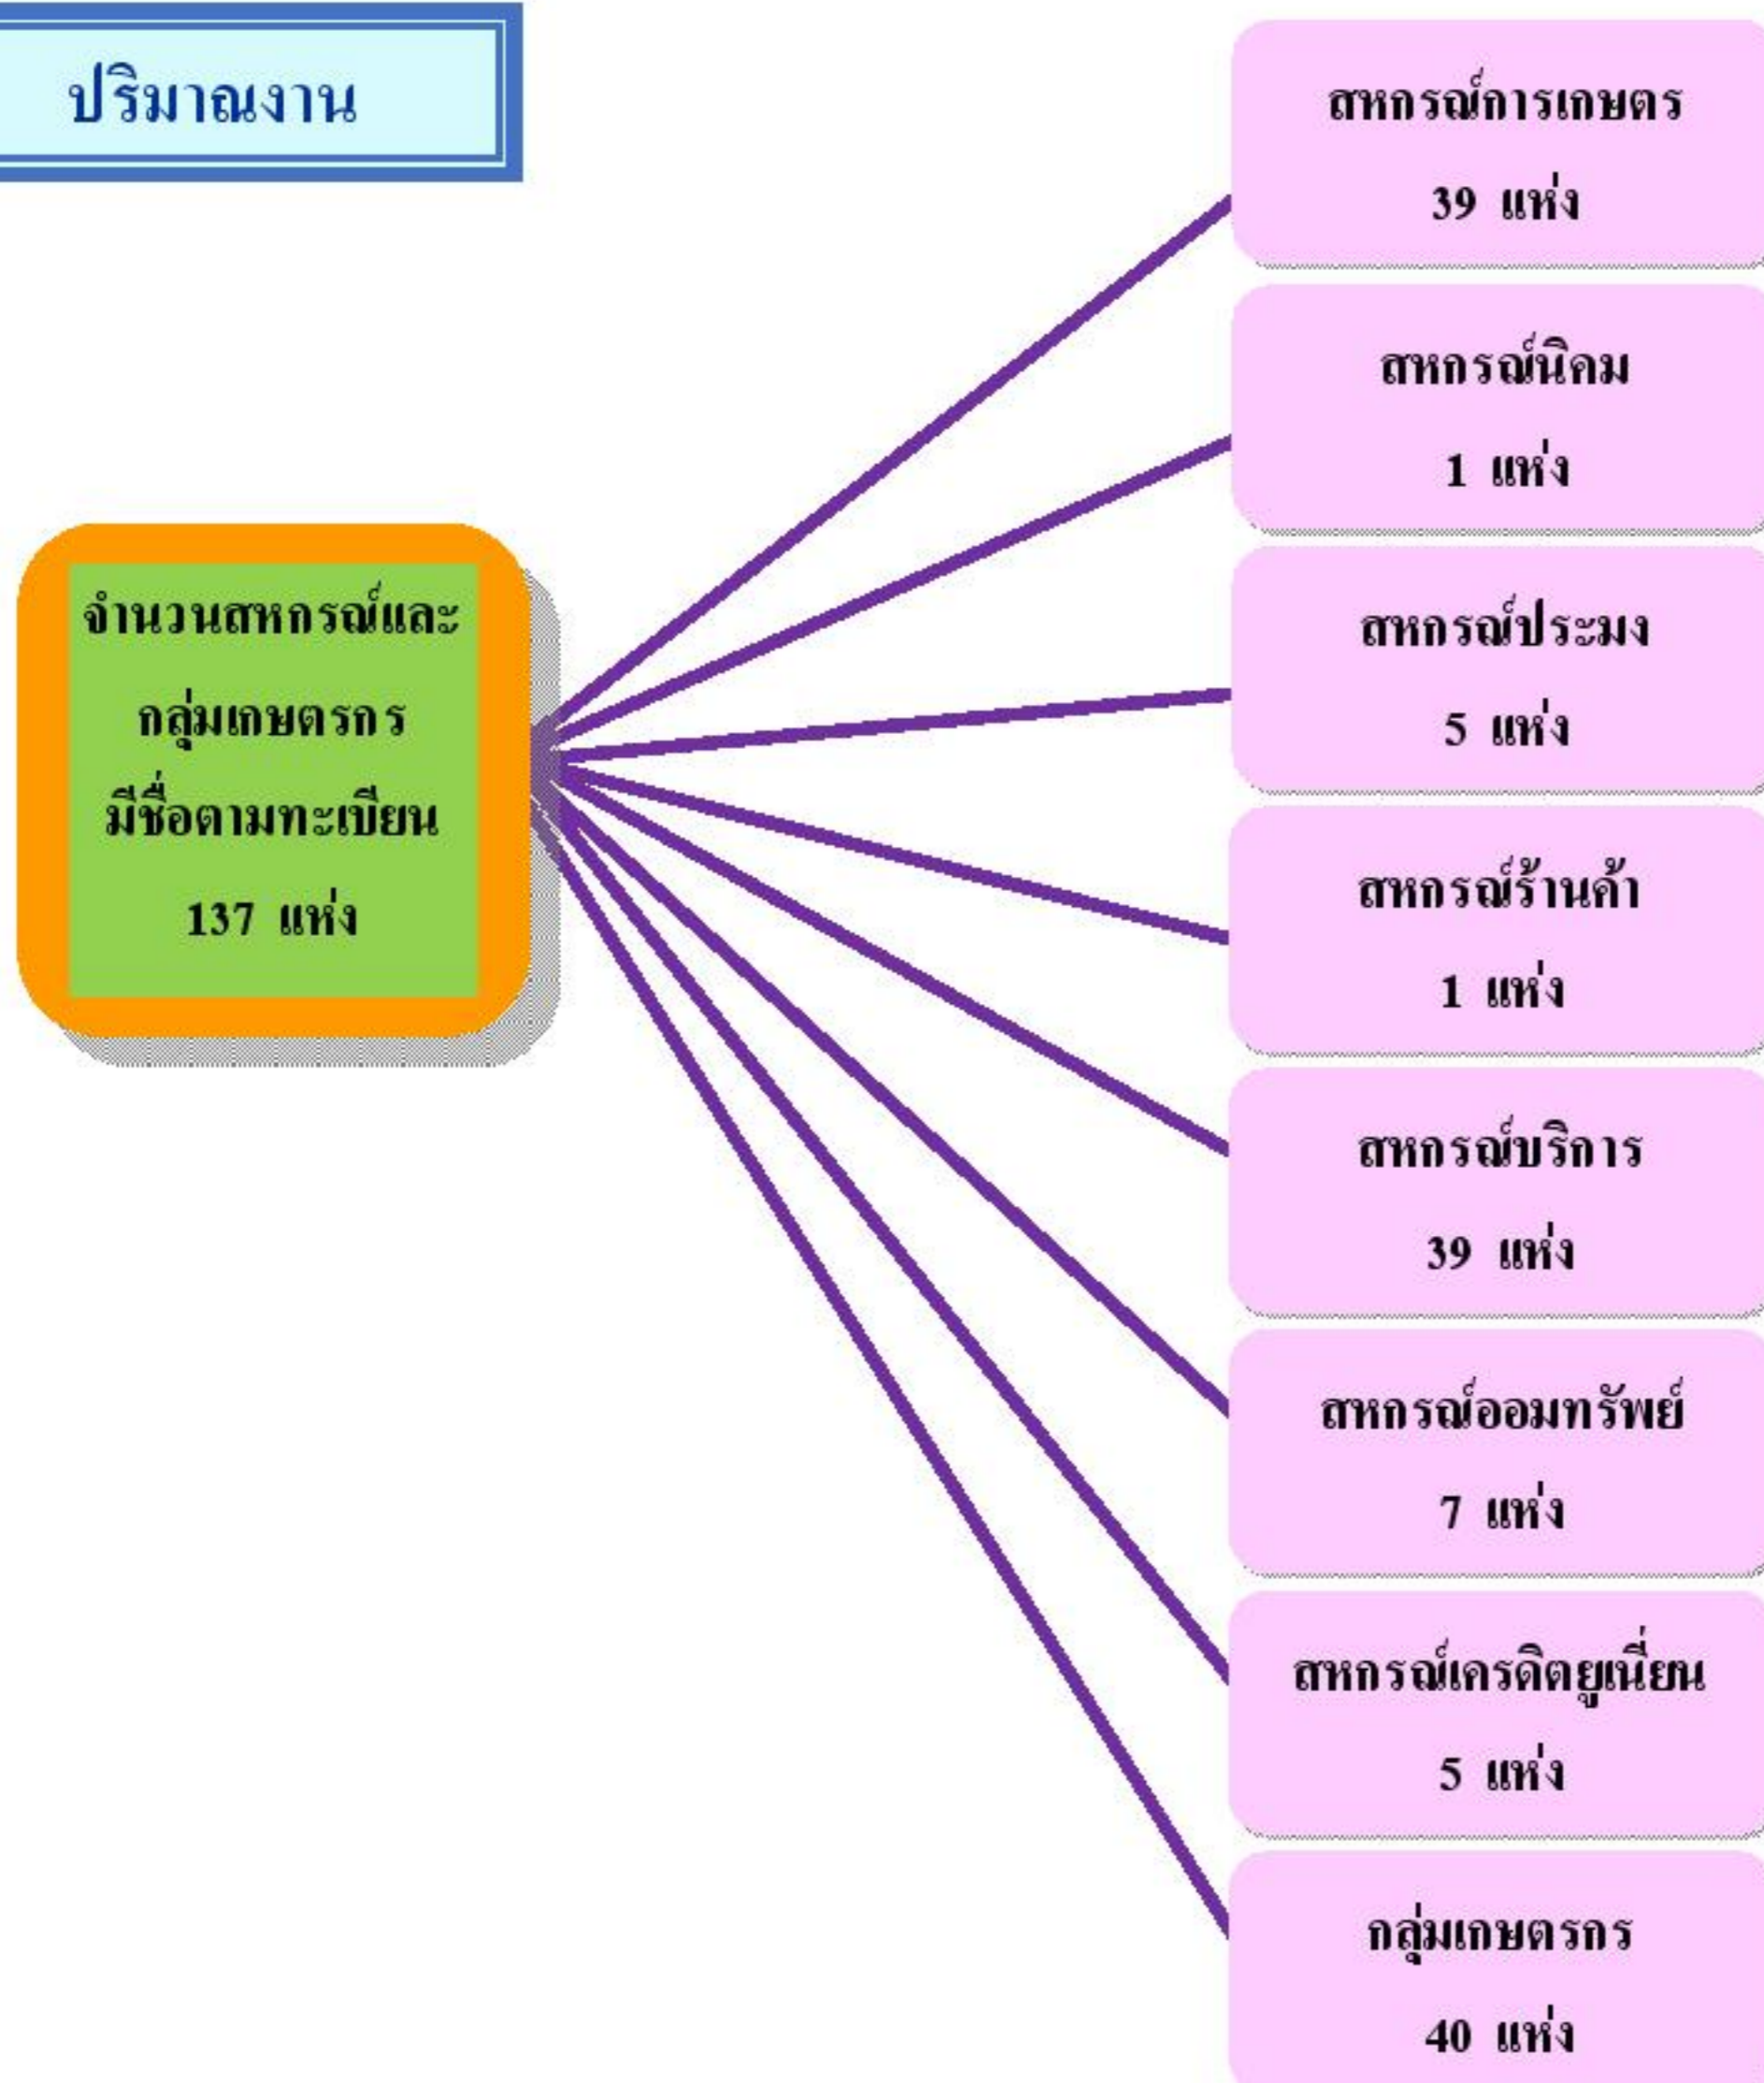 ปริมาณงาน
จำนวนสหกรณ์และ
กลุ่มเกษตรกร
มีชื่อตามทะเบียน
137 แห่ง
สหกรณ์การเกษตร
39 แห่ง
สหกรณ์นิคม
1 แห่ง
สหกรณ์ประมง
5 แห่ง
สหกรณ์ร้านค้า
1 แห่ง
สหกรณ์บริการ
39 แห่ง
สหกรณ์ออมทรัพย์
7 แห่ง
สหกรณ์เครดิตยูเนี่ยน
5 แห่ง
กลุ่มเกษตรกร
40 แห่ง